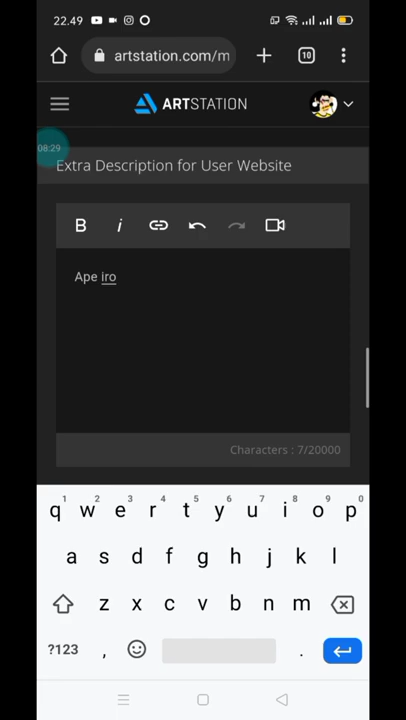 22.49
artstation.com/m
10
ARTSTATION
08:29
Extra Description for User Website
B i
Ape iro
Characters : 7/20000
1 2 3 4 5 6 7 8 9 0
q w e r t y u i o p
a s d f g h j k l
z x c v b n m
?123 , .